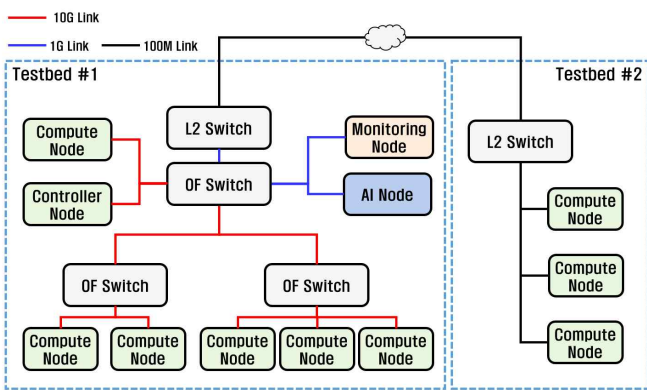 10G Link
1G Link
100M Link
Testbed #1
Testbed #2
L2 Switch
Compute
Node
Monitoring
Node
L2 Switch
OF Switch
Controller
Node
AI Node
Compute
Node
OF Switch
OF Switch
Compute
Node
Compute
Node
Compute
Node
Compute
Node
Compute
Node
Compute
Node
Compute
Node